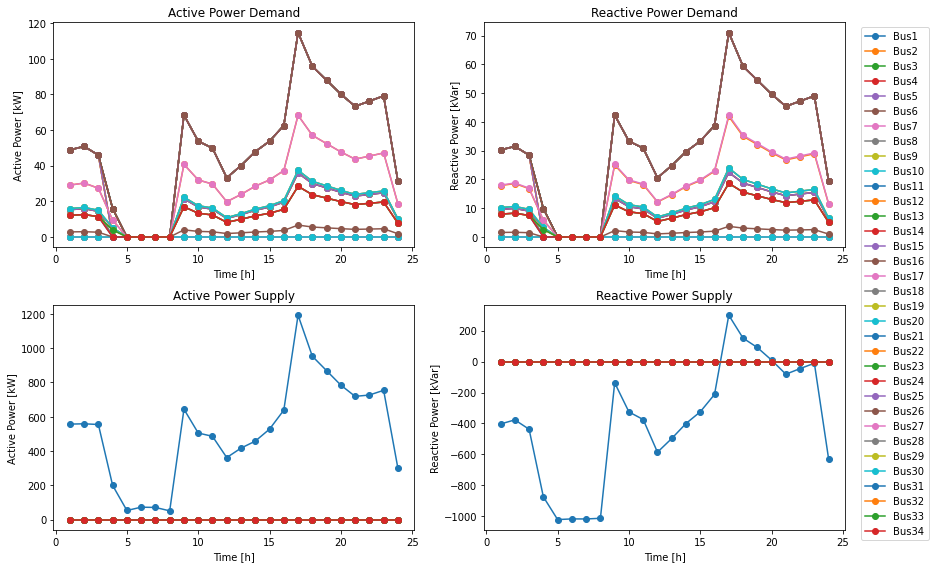 Active Power Demand
Active Power [kW]
120
100
80
60
40
20
0
0 5 10 15 20 25
Time [h]
Reactive Power Demand
Reactive Power [kVar]
70
60
50
40
30
20
10
0
0 5 10 15 20 25
Time [h]
Active Power Supply
Active Power [kW]
1200
1000
800
600
400
200
0
0 5 10 15 20 25
Time [h]
Reactive Power Supply
Reactive Power [kVar]
200
0
−200
−400
−600
−800
−1000
0 5 10 15 20 25
Time [h]
Bus1
Bus2
Bus3
Bus4
Bus5
Bus6
Bus7
Bus8
Bus9
Bus10
Bus11
Bus12
Bus13
Bus14
Bus15
Bus16
Bus17
Bus18
Bus19
Bus20
Bus21
Bus22
Bus23
Bus24
Bus25
Bus26
Bus27
Bus28
Bus29
Bus30
Bus31
Bus32
Bus33
Bus34